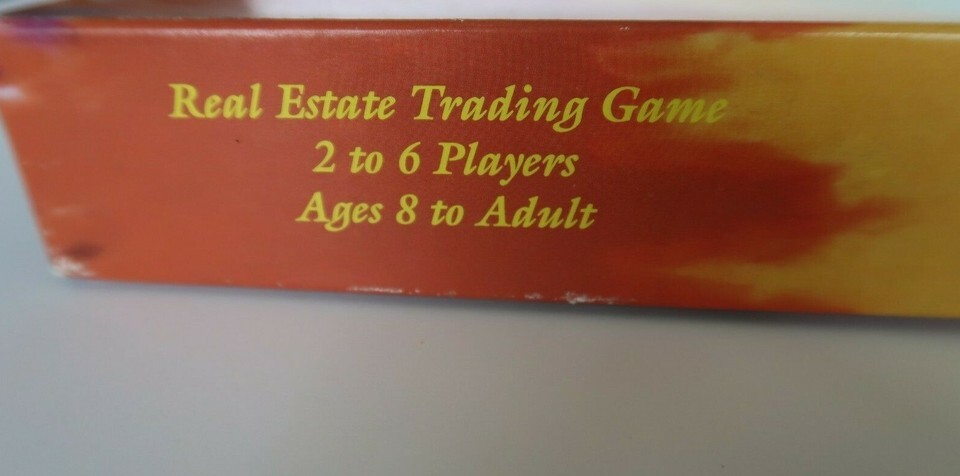 Real Estate Trading Game
2 to 6 Players
Ages 8 to Adult